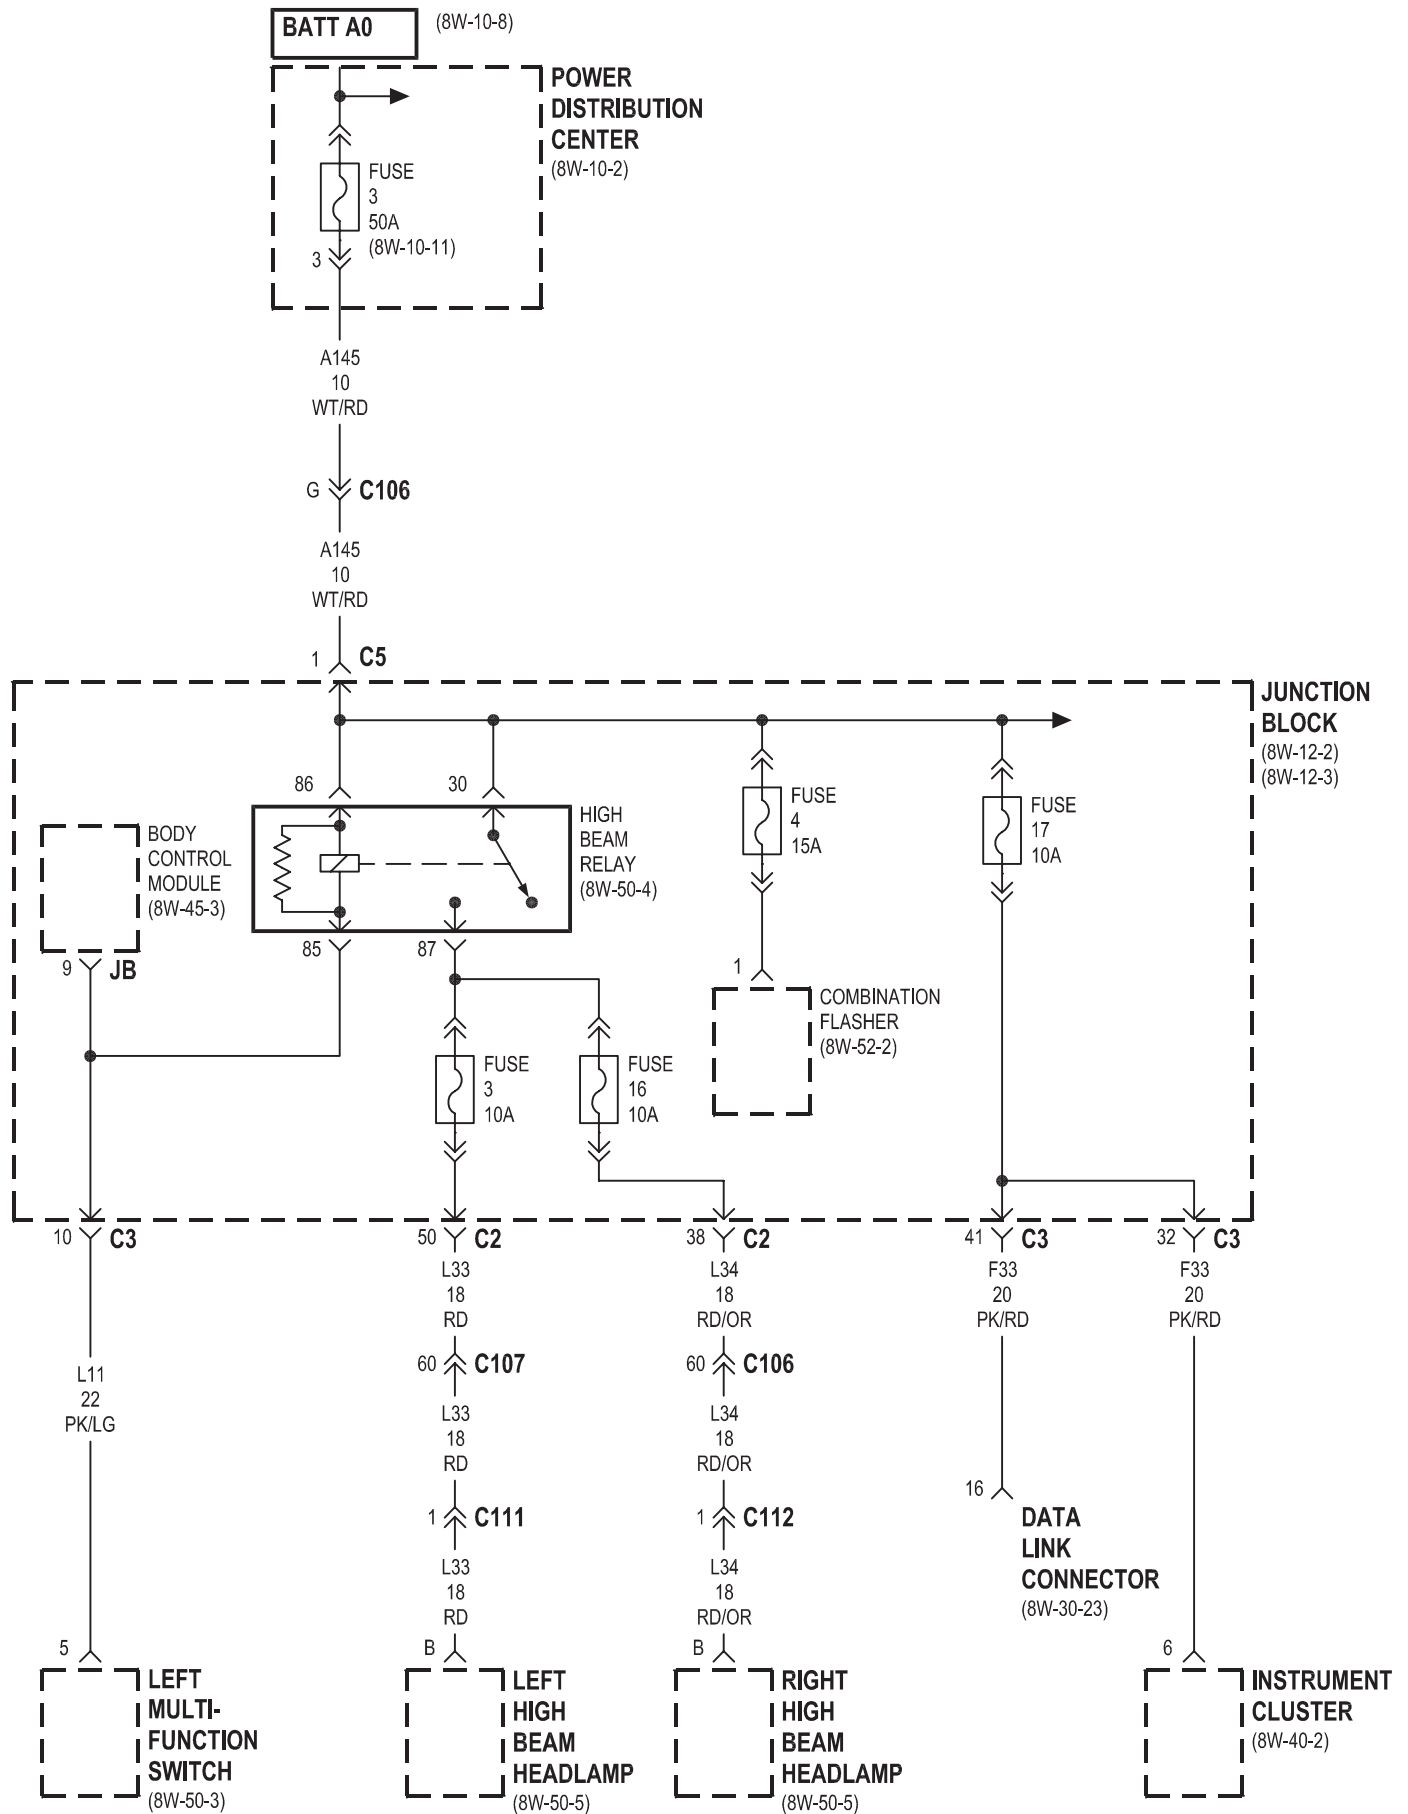 BATT A0
(8W-10-8)
POWER
DISTRIBUTION
CENTER
(8W-10-2)
FUSE
3
50A
(8W-10-11)
3
A145
10
WT/RD
G
C106
A145
10
WT/RD
1
C5
JUNCTION
BLOCK
(8W-12-2)
(8W-12-3)
86
30
HIGH
BEAM
RELAY
(8W-50-4)
85
87
BODY
CONTROL
MODULE
(8W-45-3)
9
JB
FUSE
4
15A
FUSE
17
10A
1
COMBINATION
FLASHER
(8W-52-2)
FUSE
3
10A
FUSE
16
10A
10
C3
50
C2
38
C2
41
C3
32
C3
L33
18
RD
L34
18
RD/OR
F33
20
PK/RD
F33
20
PK/RD
60
C107
60
C106
L11
22
PK/LG
L33
18
RD
L34
18
RD/OR
1
C111
1
C112
16
DATA
LINK
CONNECTOR
(8W-30-23)
L33
18
RD
L34
18
RD/OR
5
LEFT
MULTI-
FUNCTION
SWITCH
(8W-50-3)
B
LEFT
HIGH
BEAM
HEADLAMP
(8W-50-5)
B
RIGHT
HIGH
BEAM
HEADLAMP
(8W-50-5)
6
INSTRUMENT
CLUSTER
(8W-40-2)